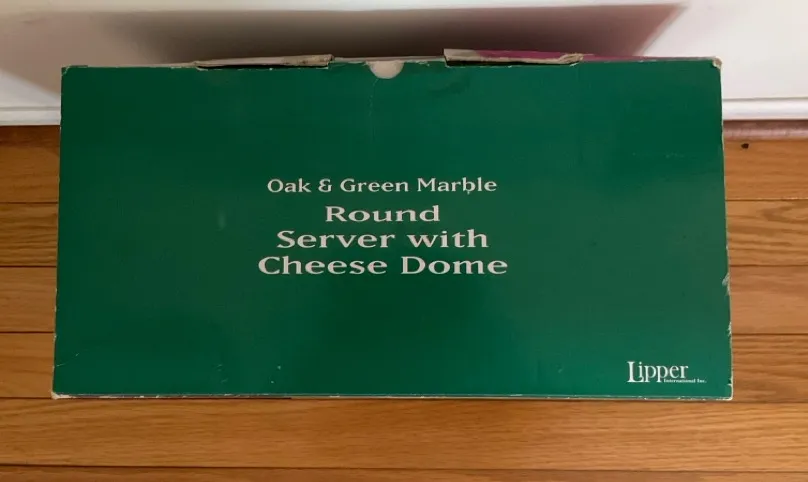 Oak & Green Marble
Round
Server with
Cheese Dome
Lipper
International Inc.